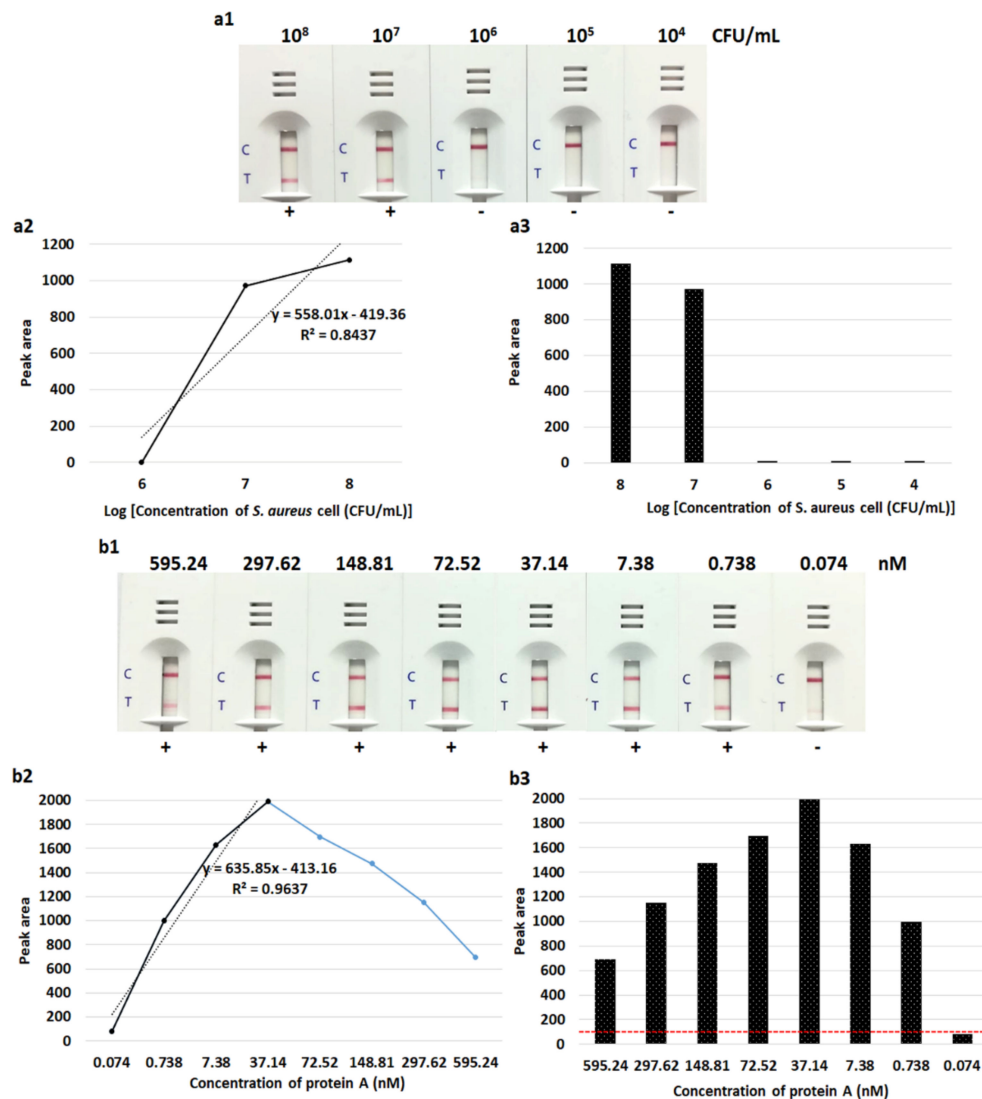 a1
10⁸ 10⁷ 10⁶ 10⁵ 10⁴ CFU/mL
C C C C C
T T T T T
+ + - - -
a2
1200
1000
800
600
400
200
0
Peak area
y = 558.01x - 419.36
R² = 0.8437
6 7 8
Log [Concentration of S. aureus cell (CFU/mL)]
a3
1200
1000
800
600
400
200
0
Peak area
8 7 6 5 4
Log [Concentration of S. aureus cell (CFU/mL)]
b1
595.24 297.62 148.81 72.52 37.14 7.38 0.738 0.074 nM
C C C C C C C C
T T T T T T T T
+ + + + + + + -
b2
2000
1800
1600
1400
1200
1000
800
600
400
200
0
Peak area
y = 635.85x - 413.16
R² = 0.9637
0.074 0.738 7.38 37.14 72.52 148.81 297.62 595.24
Concentration of protein A (nM)
b3
2000
1800
1600
1400
1200
1000
800
600
400
200
0
Peak area
595.24 297.62 148.81 72.52 37.14 7.38 0.738 0.074
Concentration of protein A (nM)